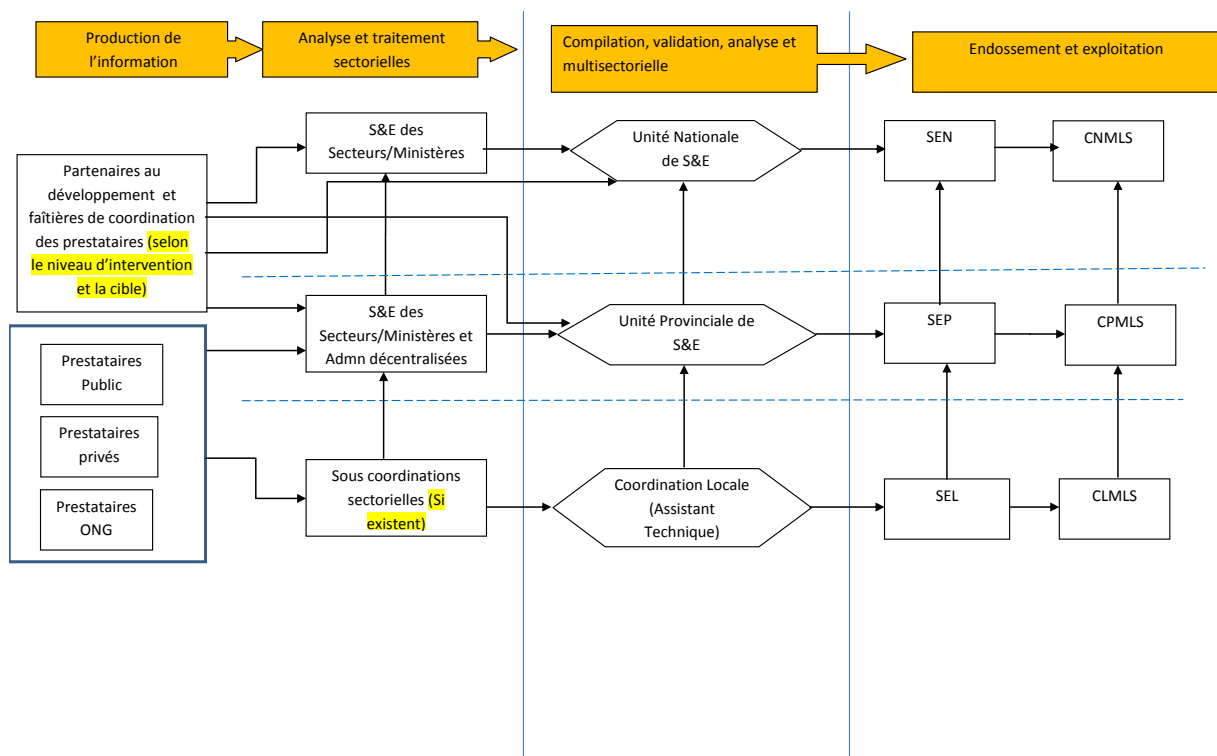 Production de
l'information
Analyse et traitement
sectorielles
Compilation, validation, analyse et
multisectorielle
Endossement et exploitation
S&E des
Secteurs/Ministères
Unité Nationale
de S&E
SEN
CNMLS
Partenaires au
développement et
faîtières de coordination
des prestataires (selon
le niveau d'intervention
et la cible)
S&E des
Secteurs/Ministères et
Admn décentralisées
Unité Provinciale de
S&E
SEP
CPMLS
Prestataires
Public
Prestataires
privés
Prestataires
ONG
Sous coordinations
sectorielles (Si
existent)
Coordination Locale
(Assistant
Technique)
SEL
CLMLS